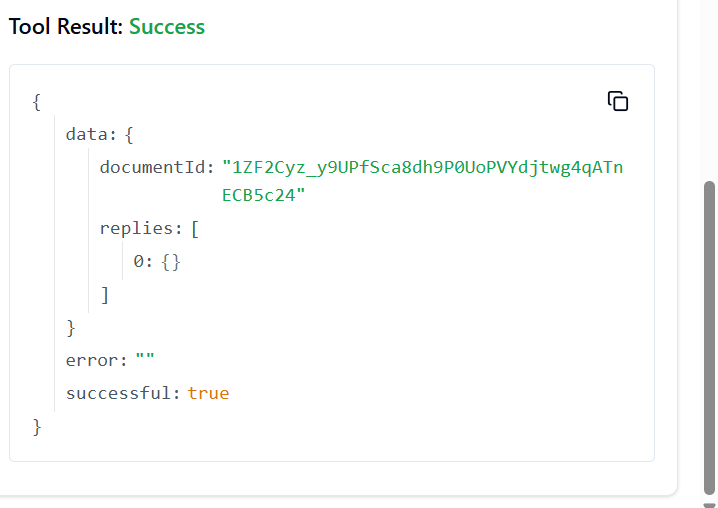 Tool Result: Success
{
data: {
documentId: "1ZF2Cyz_y9UPfSca8dh9P0UoPVYdjtwg4qATn
ECB5c24"
replies: [
0: {}
]
}
error: ""
successful: true
}